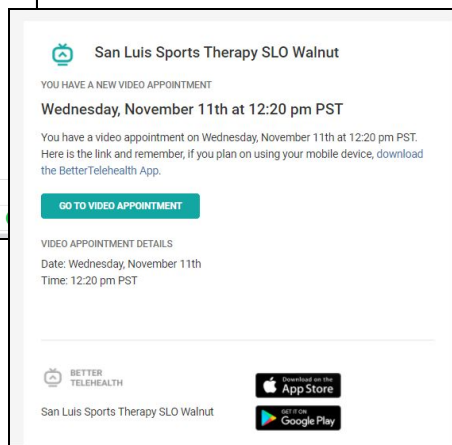 San Luis Sports Therapy SLO Walnut
YOU HAVE A NEW VIDEO APPOINTMENT
Wednesday, November 11th at 12:20 pm PST
You have a video appointment on Wednesday, November 11th at 12:20 pm PST.
Here is the link and remember, if you plan on using your mobile device, download
the BetterTelehealth App.
GO TO VIDEO APPOINTMENT
VIDEO APPOINTMENT DETAILS
Date: Wednesday, November 11th
Time: 12:20 pm PST
BETTER
TELEHEALTH
San Luis Sports Therapy SLO Walnut
Download on the
App Store
GET IT ON
Google Play